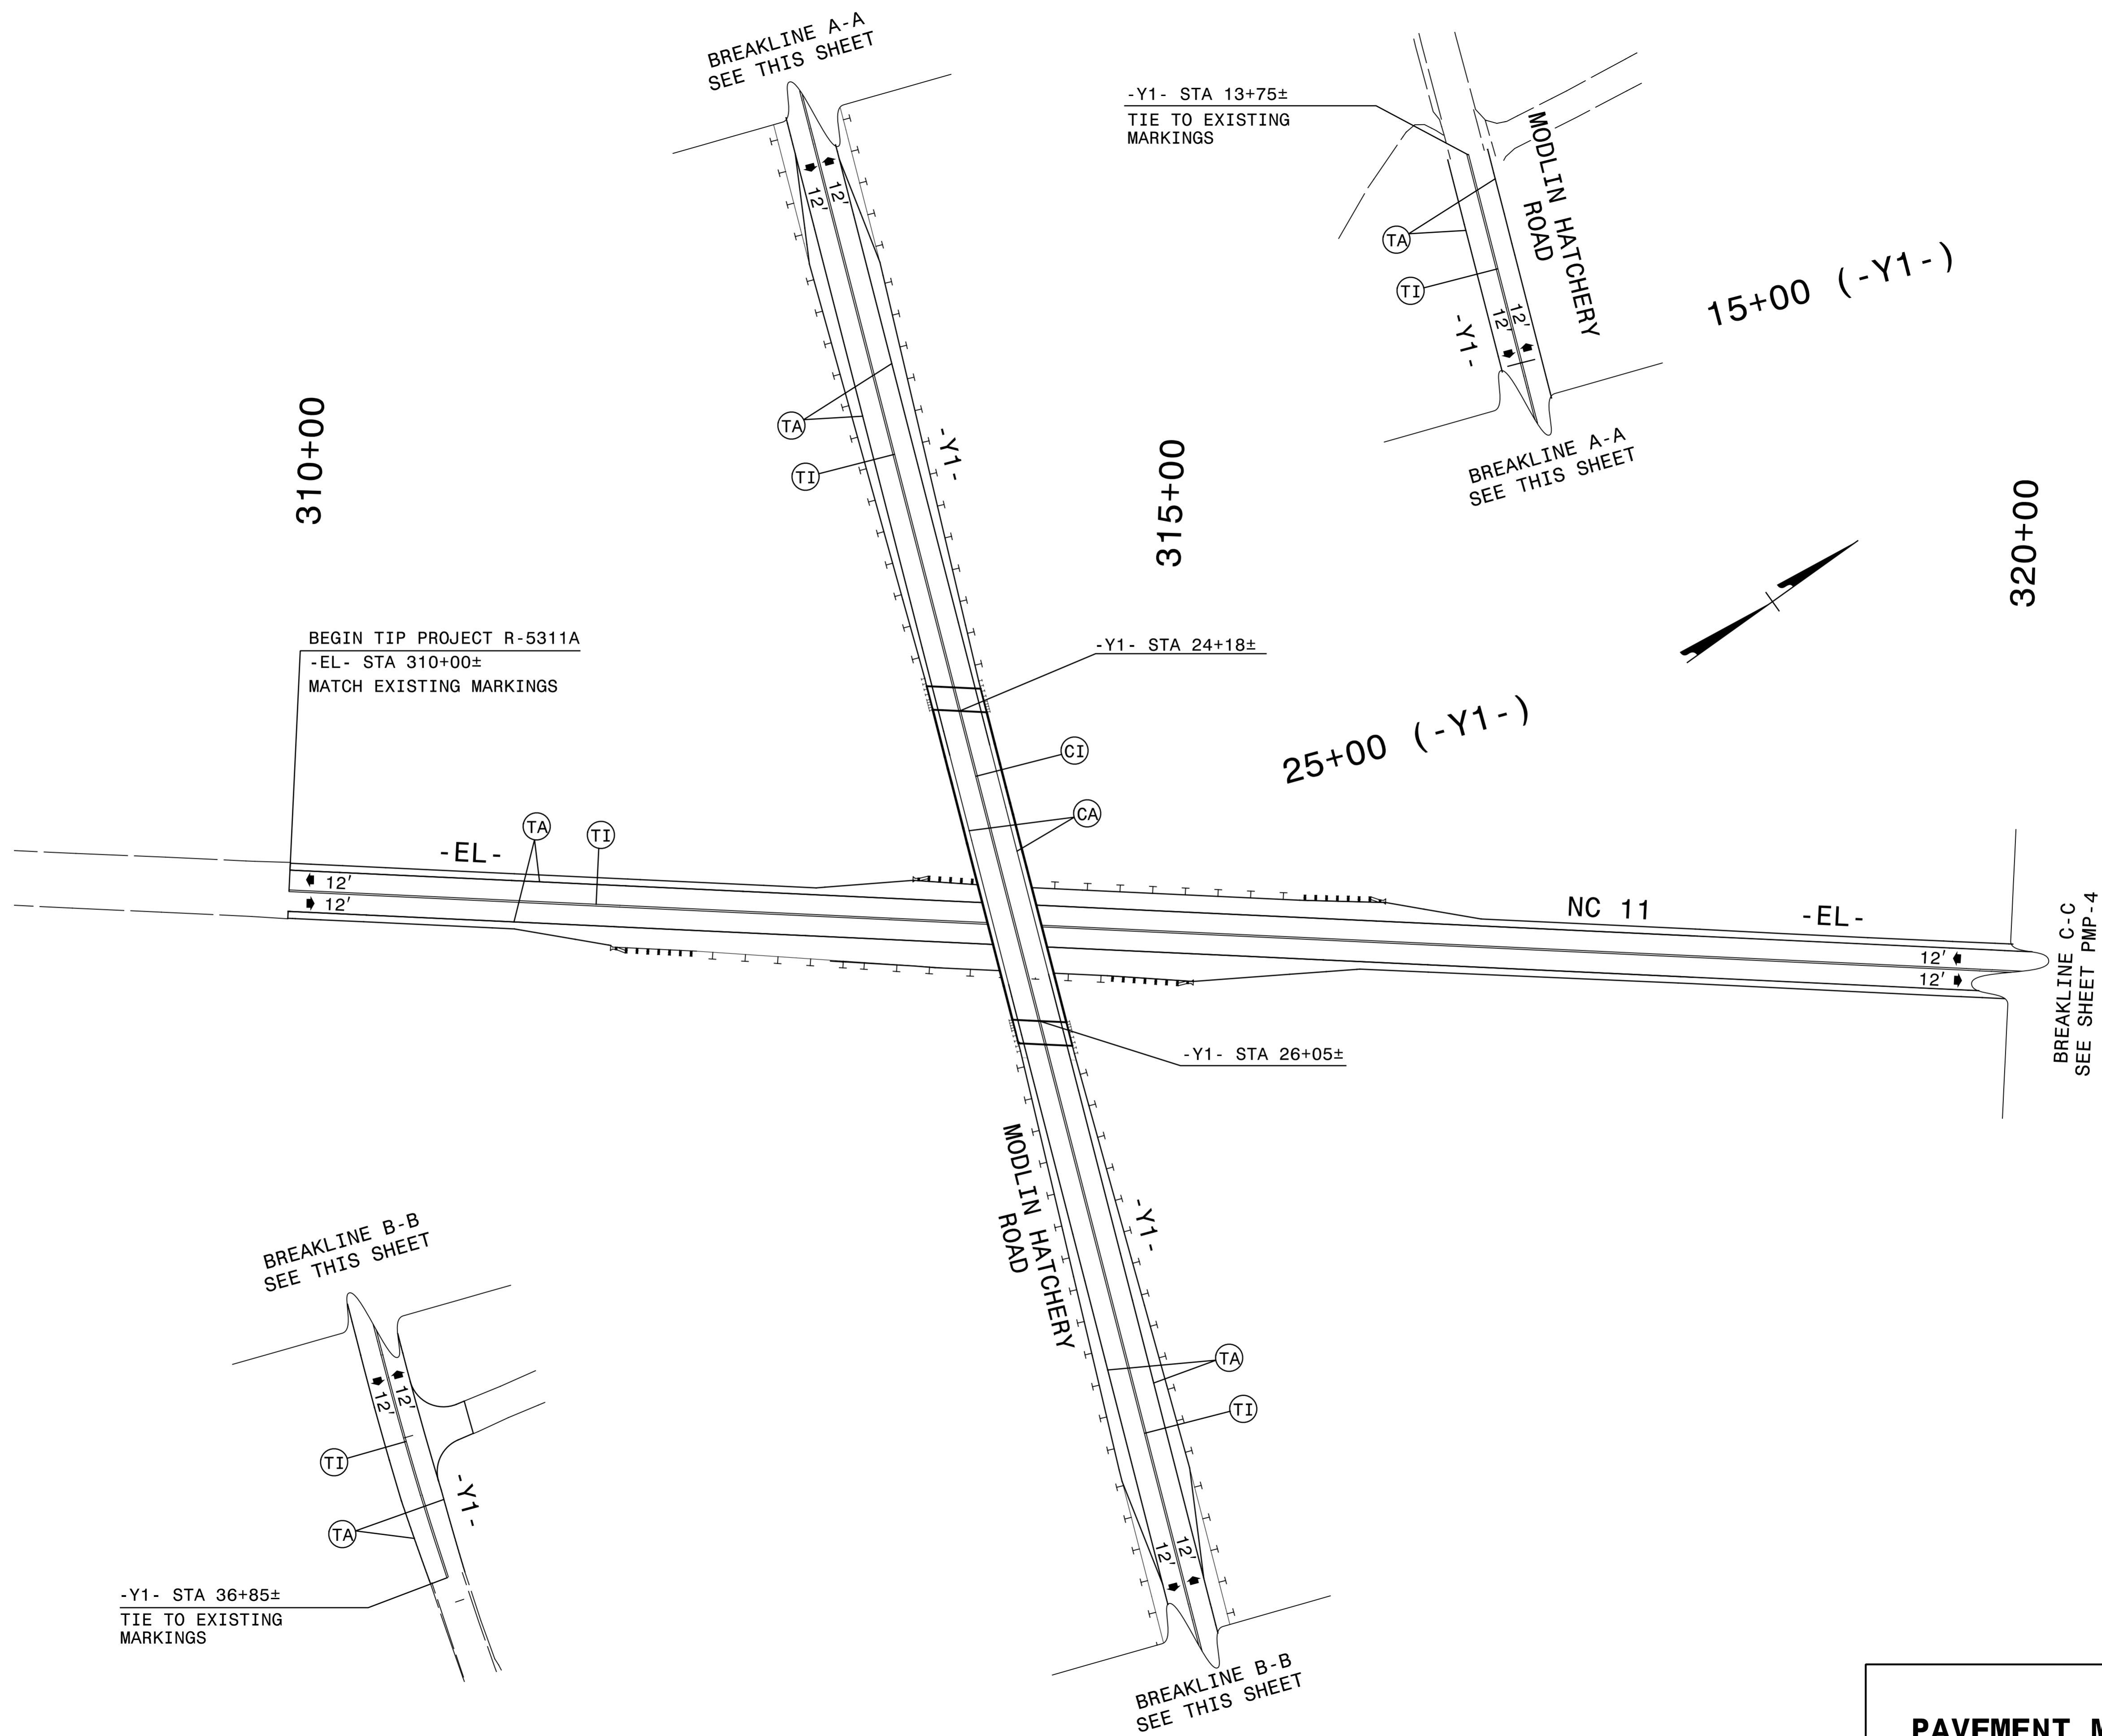 BREAKLINE A-A
SEE THIS SHEET
-Y1- STA 13+75±
TIE TO EXISTING
MARKINGS
MODLIN HATCHERY
ROAD
TA
TI
-Y1-
12'
12'
15+00 (-Y1-)
BREAKLINE A-A
SEE THIS SHEET
12'
12'
310+00
TA
TI
-Y1-
315+00
320+00
BEGIN TIP PROJECT R-5311A
-EL- STA 310+00±
MATCH EXISTING MARKINGS
-Y1- STA 24+18±
CI
25+00 (-Y1-)
CA
TA
TI
-EL-
12'
12'
NC 11
-EL-
12'
12'
BREAKLINE C-C
SEE SHEET PMP-4
-Y1- STA 26+05±
MODLIN HATCHERY
ROAD
-Y1-
BREAKLINE B-B
SEE THIS SHEET
12'
12'
TI
TA
-Y1-
-Y1- STA 36+85±
TIE TO EXISTING
MARKINGS
TA
TI
12'
12'
BREAKLINE B-B
SEE THIS SHEET
PAVEMENT